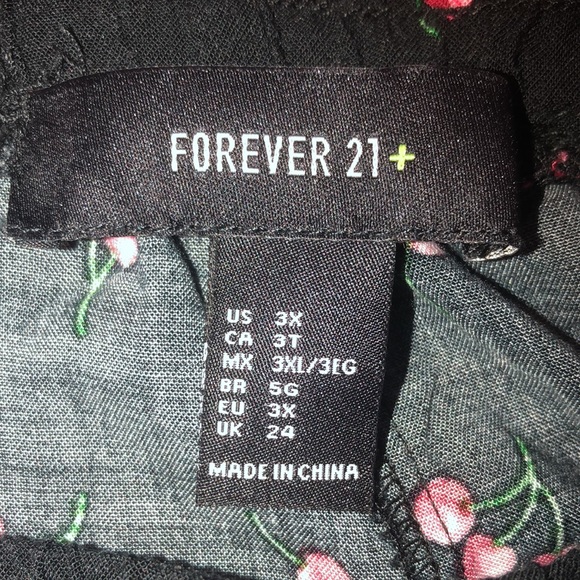 FOREVER 21+
US 3X
CA 3T
MX 3XL/3EG
BR 5G
EU 3X
UK 24
MADE IN CHINA